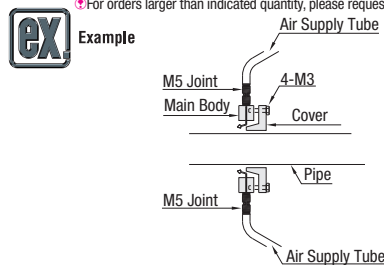 For orders larger than indicated quantity, please reques
ex.
Example
Air Supply Tube
M5 Joint
4-M3
Main Body
Cover
Pipe
M5 Joint
Air Supply Tube